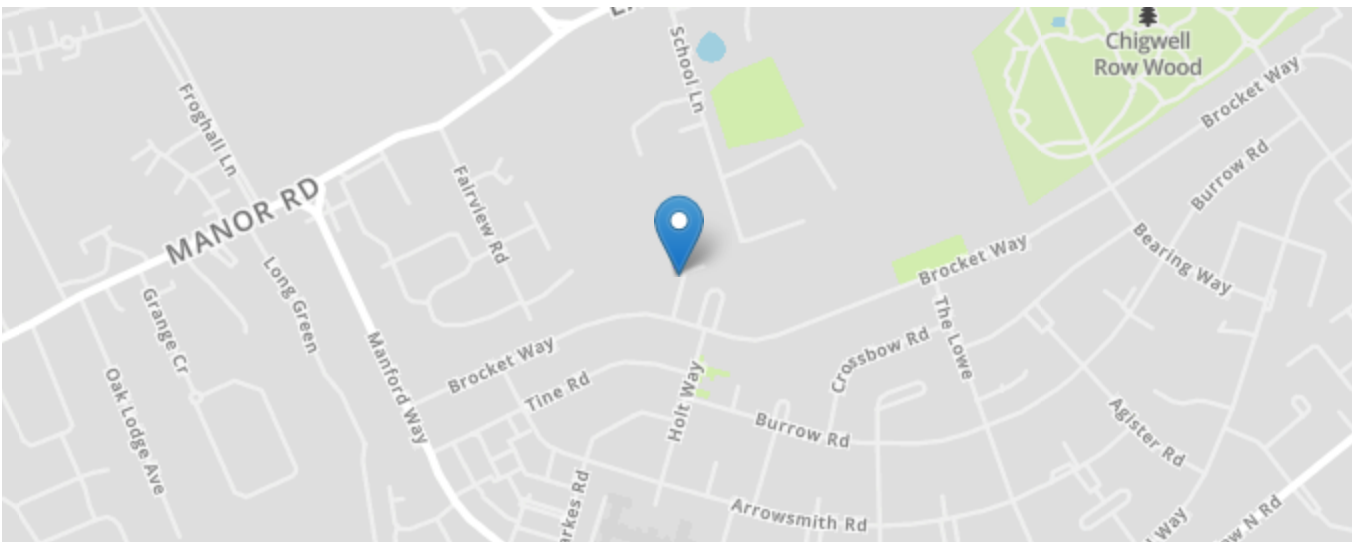 School Ln
Chigwell
Row Wood
Brocket Way
Froghall Ln
Burrow Rd
Fairview Rd
MANOR RD
Brocket Way
Bearing Way
Long Green
Grange Cr
The Lowe
Manford Way
Crossbow Rd
Brocket Way
Tine Rd
Holt Way
Oak Lodge Ave
Burrow Rd
Agister Rd
Arrowsmith Rd